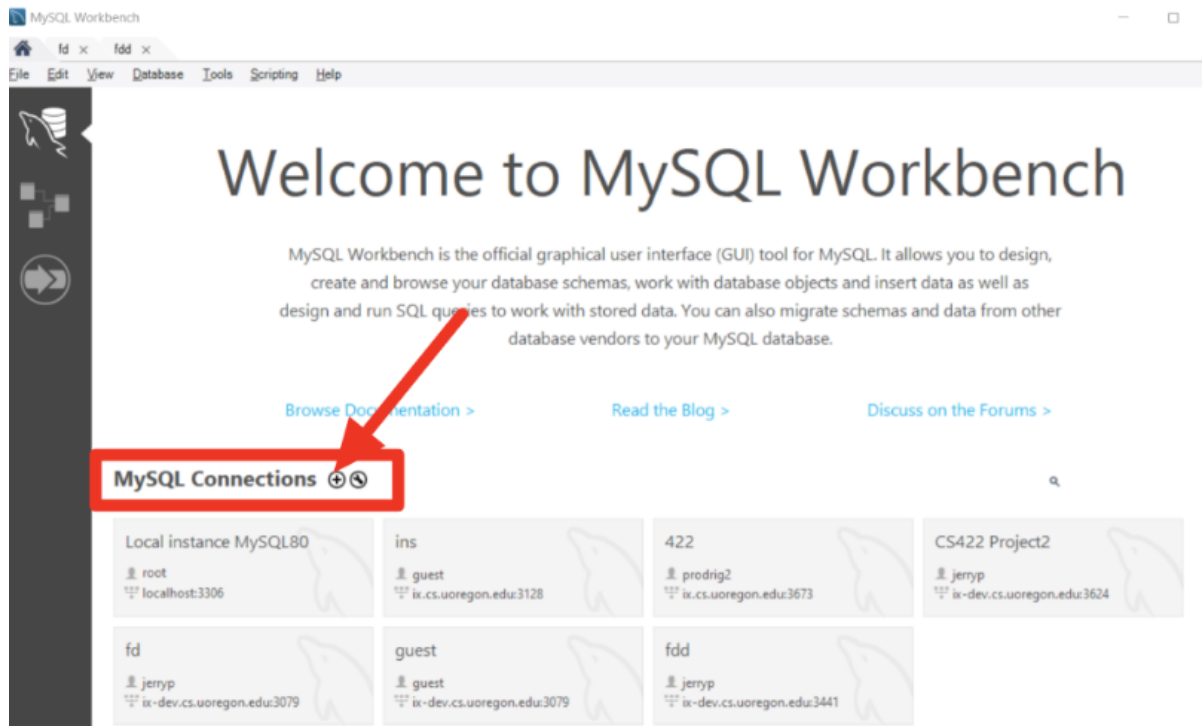 MySQL Workbench
fd × fdd ×
File Edit View Database Tools Scripting Help
Welcome to MySQL Workbench
MySQL Workbench is the official graphical user interface (GUI) tool for MySQL. It allows you to design,
create and browse your database schemas, work with database objects and insert data as well as
design and run SQL queries to work with stored data. You can also migrate schemas and data from other
database vendors to your MySQL database.
Browse Documentation > Read the Blog > Discuss on the Forums >
MySQL Connections
Local instance MySQL80 ins 422 CS422 Project2
root guest prodrig2 jerryp
localhost:3306 ix.cs.uoregon.edu:3128 ix.cs.uoregon.edu:3673 ix-dev.cs.uoregon.edu:3624
fd guest fdd
jerryp guest jerryp
ix-dev.cs.uoregon.edu:3079 ix-dev.cs.uoregon.edu:3079 ix-dev.cs.uoregon.edu:3441